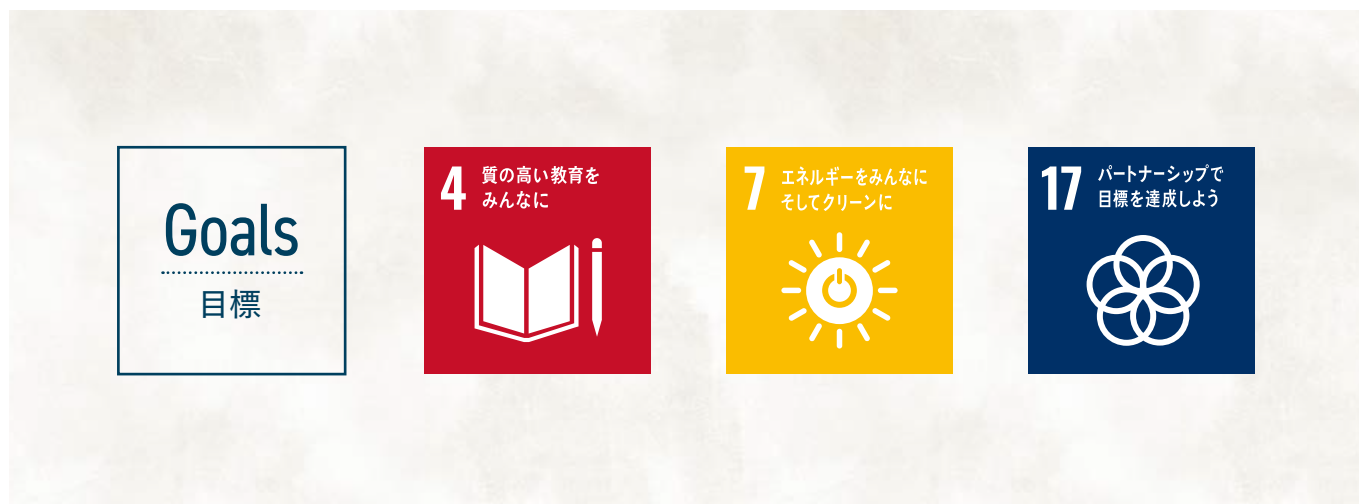 Goals
目標
4
質の高い教育を
みんなに
7
エネルギーをみんなに
そしてクリーンに
17
パートナーシップで
目標を達成しよう